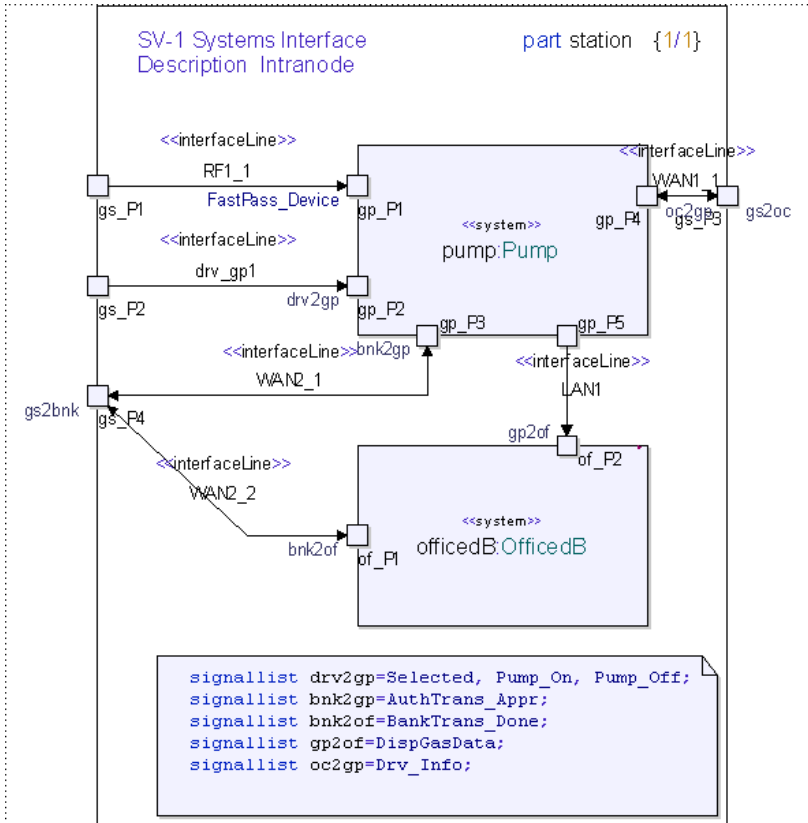 SV-1 Systems Interface
Description Intranode
part station {1/1}
<<interfaceLine>>
RF1_1
FastPass_Device
gs_P1
gp_P1
<<interfaceLine>>
WAN1_1
gp_P4
oc2gp
gs_P3
gs2oc
<<system>>
pump:Pump
<<interfaceLine>>
drv_gp1
drv2gp
gs_P2
gp_P2
gp_P3
gp_P5
<<interfaceLine>>
bnk2gp
WAN2_1
<<interfaceLine>>
LAN1
gs2bnk
gs_P4
gp2of
of_P2
<<interfaceLine>>
WAN2_2
bnk2of
of_P1
<<system>>
officedB:OfficedB
signallist drv2gp=Selected, Pump_On, Pump_Off;
signallist bnk2gp=AuthTrans_Appr;
signallist bnk2of=BankTrans_Done;
signallist gp2of=DispGasData;
signallist oc2gp=Drv_Info;